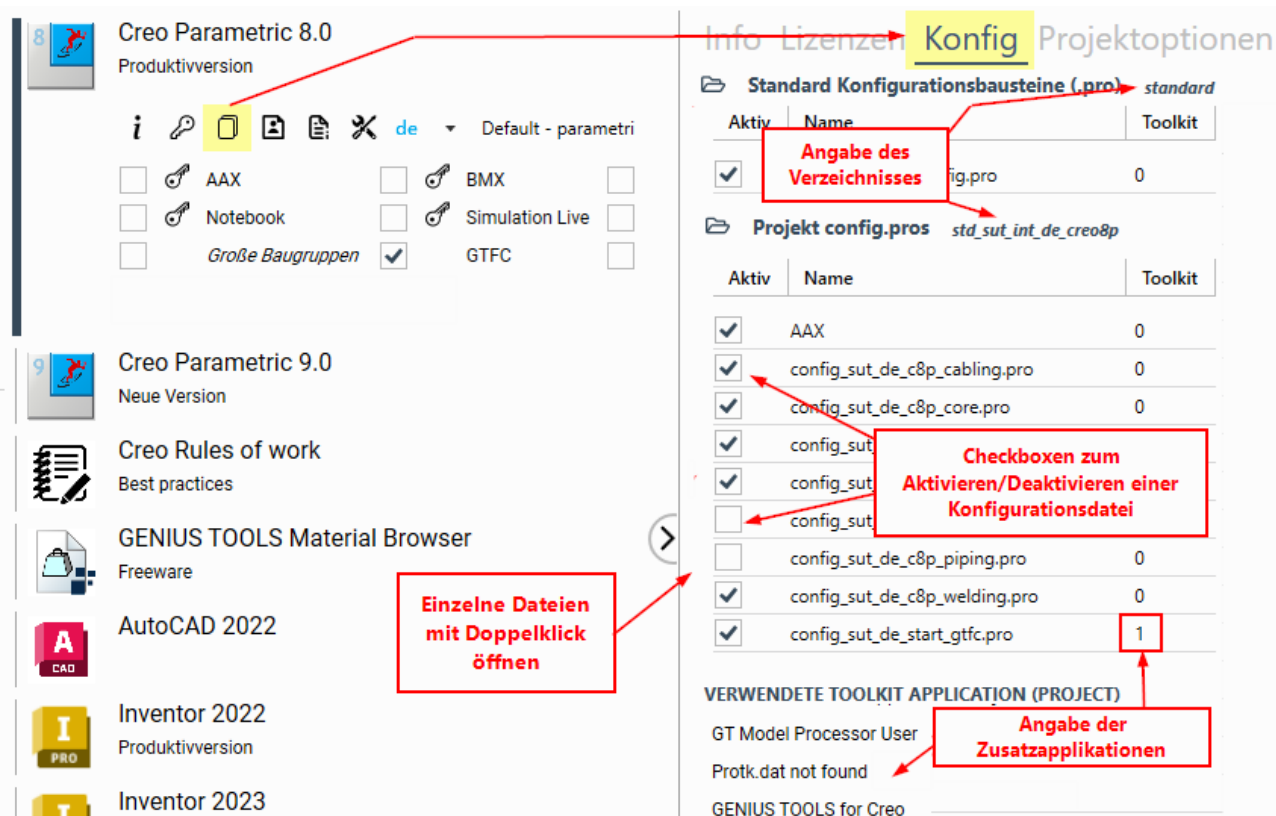 8
Creo Parametric 8.0
Produktivversion
i
de
Default - parametri
AAX
BMX
Notebook
Simulation Live
Große Baugruppen
GTFC
9
Creo Parametric 9.0
Neue Version
Creo Rules of work
Best practices
GENIUS TOOLS Material Browser
Freeware
A
CAD
AutoCAD 2022
I
PRO
Inventor 2022
Produktivversion
I
Inventor 2023
Einzelne Dateien
mit Doppelklick
öffnen
Info Lizenzen Konfig Projektoptionen
Standard Konfigurationsbausteine (.pro) standard
Aktiv Name Toolkit
Angabe des
Verzeichnisses
fig.pro 0
Projekt config.pros std_sut_int_de_creo8p
Aktiv Name Toolkit
AAX 0
config_sut_de_c8p_cabling.pro 0
config_sut_de_c8p_core.pro 0
config_sut
config_sut
config_sut
Checkboxen zum
Aktivieren/Deaktivieren einer
Konfigurationsdatei
config_sut_de_c8p_piping.pro 0
config_sut_de_c8p_welding.pro 0
config_sut_de_start_gtfc.pro 1
VERWENDETE TOOLKIT APPLICATION (PROJECT)
GT Model Processor User
Angabe der
Zusatzapplikationen
Protk.dat not found
GENIUS TOOLS for Creo